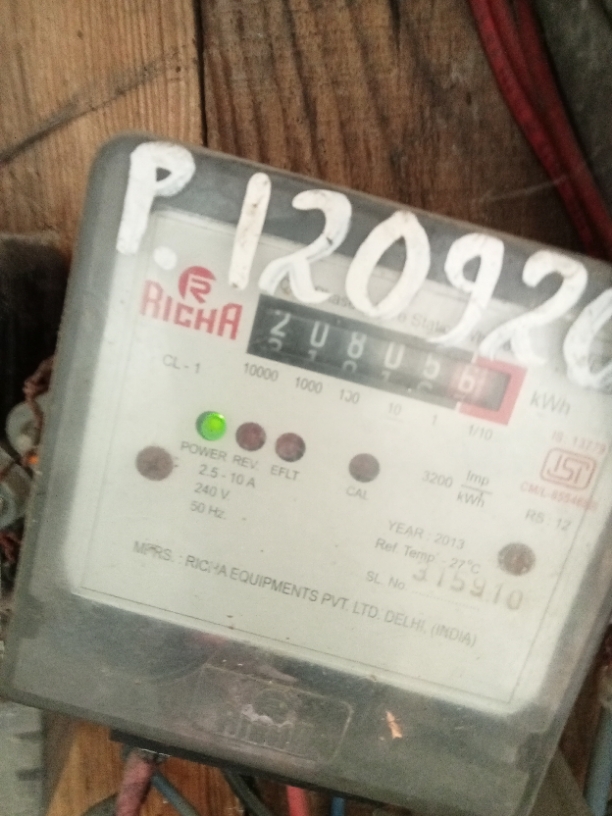 P.120920
RICHA
208056 kWh
CL - 1 10000 1000 100 10 1 1/10
POWER REV. EFLT
CAL
3200 Imp/kWh
2.5 - 10 A
240 V
50 Hz.
RS : 12
YEAR : 2013
Ref. Temp : 27°C
SL. No. 315910
MFRS. : RICHA EQUIPMENTS PVT. LTD. DELHI, (INDIA)